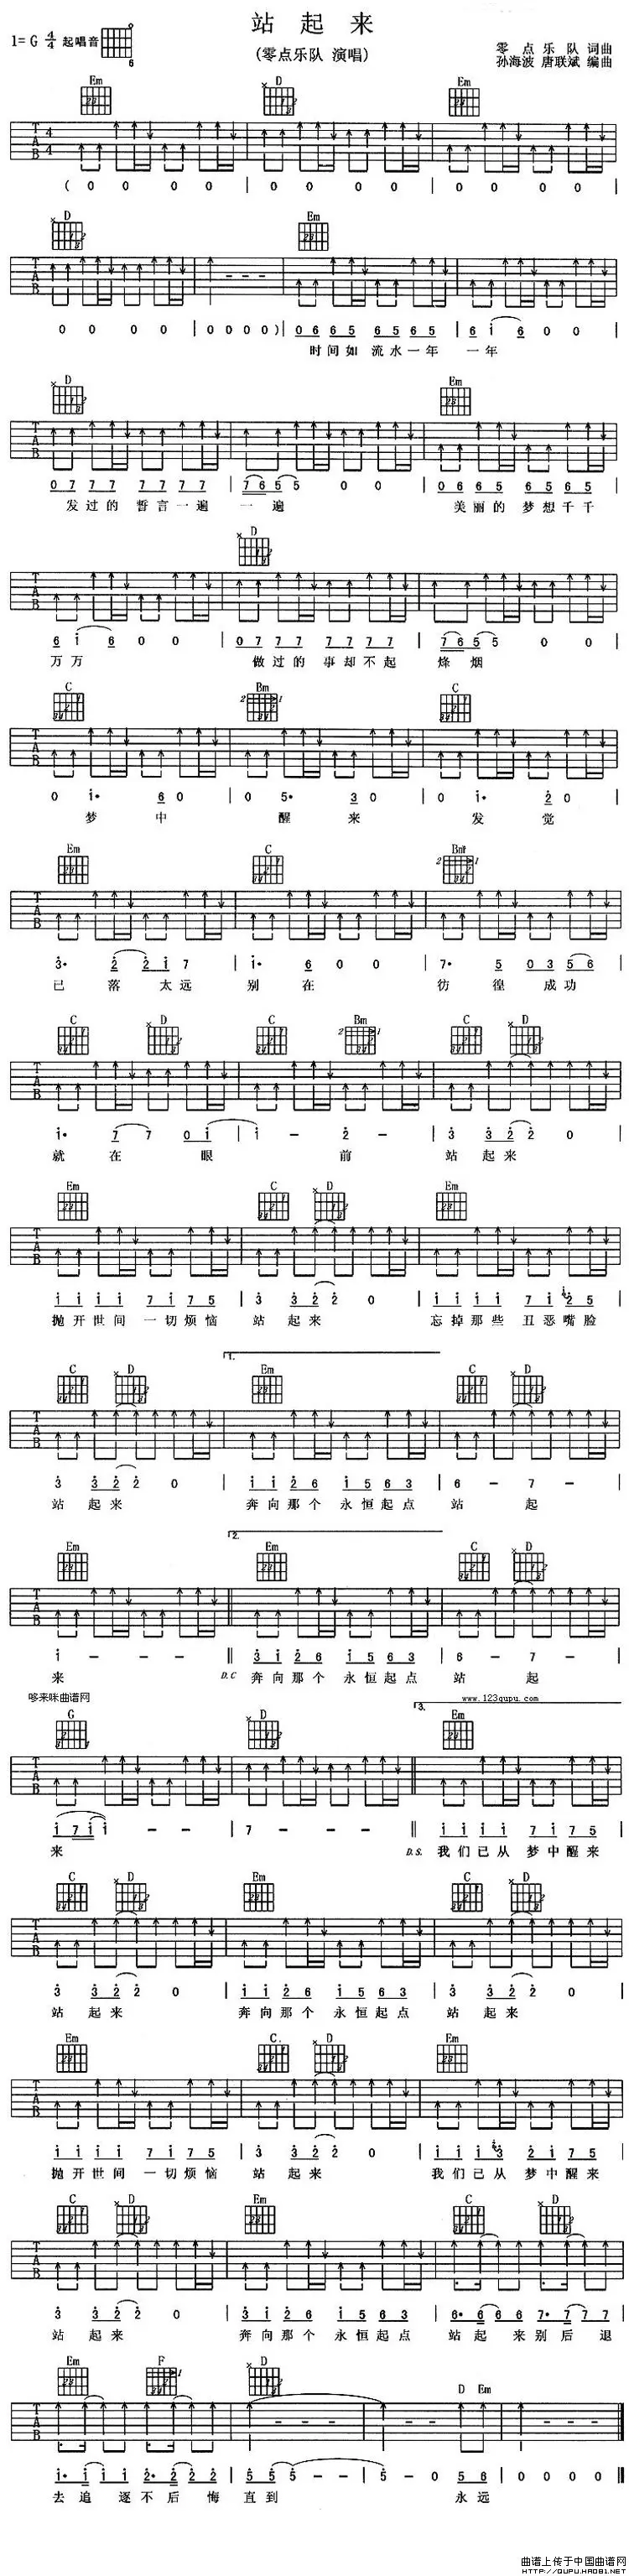 站 起 来
1= G 4/4 起唱音
(零点乐队 演唱)
零 点 乐 队 词曲
孙海波 唐联斌 编曲
Em D Em
( 0 0 0 0 | 0 0 0 0 | 0 0 0 0 |
D Em
0 0 0 0 | 0 0 0 0 ) | 0 6 6 5 6 5 6 5 | 6 i 6 0 0 |
时间如 流水一年 一年
D Em
0 7 7 7 7 7 7 7 | 7 6 5 5 0 0 | 0 6 6 5 6 5 6 5 |
发过的 誓言一遍 一遍 美丽的 梦想千千
D
6 i 6 0 0 | 0 7 7 7 7 7 7 7 | 7 6 5 5 0 0 |
万万 做过的 事却不起 烽烟
C Bm C
0 i· 6 0 | 0 5· 3 0 | 0 i· 2 0 |
梦 中 醒 来 发 觉
Em C Bm
3· 2 2 i 7 | i· 6 0 0 | 7· 5 0 3 5 6 |
已 落 太远 别 在 彷 徨 成功
C D C Bm C D
i· 7 7 0 i | i - 2 - | 3 3 2 2 0 |
就 在 眼 前 站 起来
Em C D Em
i i i i 7 i 7 5 | 3 3 2 2 0 | i i i i 7 i 2 5 |
抛开世间 一切烦恼 站 起来 忘掉那些 丑恶嘴脸
1.
C D Em C D
3 3 2 2 0 | i i 2 6 i 5 6 3 | 6 - 7 - |
站 起来 奔向那个 永恒起点 站 起
2.
Em Em C D
i - - - || 3 i 2 6 i 5 6 3 | 6 - 7 - |
来 D.C 奔向那个 永恒起点 站 起
哆来咪曲谱网
www.123qupu.com
3.
G D Em
i 7 i i - - | 7 - - - || i i i i 7 i 7 5 |
来 D.S. 我们已从 梦中醒来
C D Em C D
3 3 2 2 0 | i i 2 6 i 5 6 3 | 3 3 2 2 0 |
站 起来 奔向那个 永恒起点 站 起来
Em C D Em
i i i i 7 i 7 5 | 3 3 2 2 0 | i i i 3 2 i 7 5 |
抛开世间 一切烦恼 站 起来 我们已从 梦中醒来
C D Em C D
3 3 2 2 0 | 3 i 2 6 i 5 6 3 | 6· 6 6 6 7· 7 7 7 |
站 起来 奔向那个 永恒起点 站起 来别后 退
Em F D D Em
i· i i i 2· 2 2 2 | 5 5 5 - - | 5 - 0 5 6 | 0 0 0 0 ||
去 追 逐不后 悔 直到 永远
曲谱上传于中国曲谱网
HTTP://QUPU.HAO81.NET